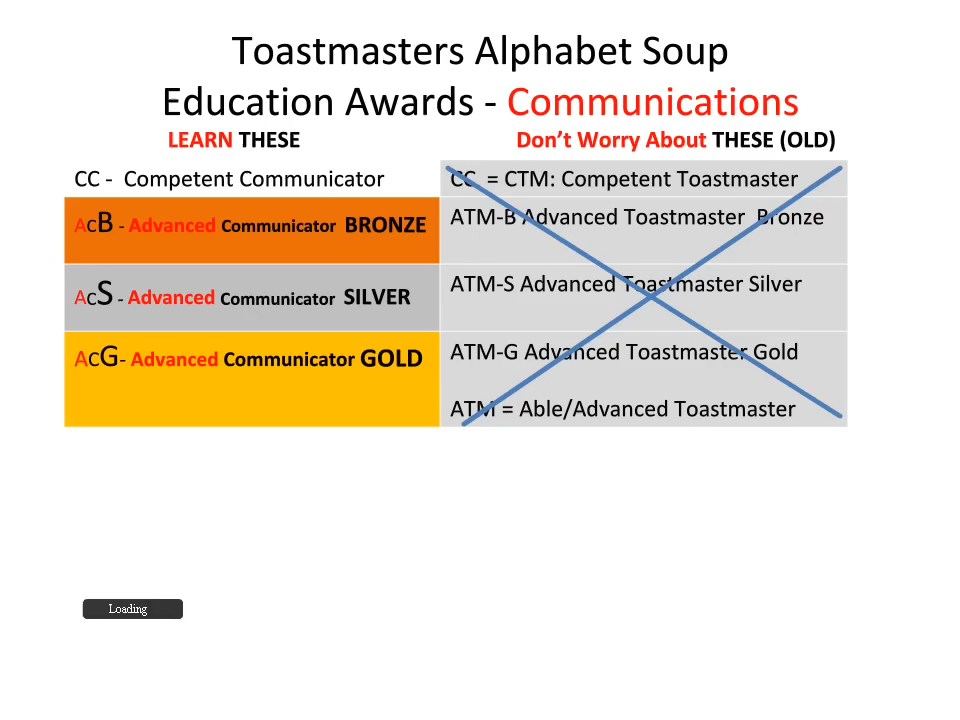 Toastmasters Alphabet Soup
Education Awards - Communications
LEARN THESE
Don't Worry About THESE (OLD)
CC - Competent Communicator
CC = CTM: Competent Toastmaster
ACB - Advanced Communicator BRONZE
ATM-B Advanced Toastmaster Bronze
ACS - Advanced Communicator SILVER
ATM-S Advanced Toastmaster Silver
ACG- Advanced Communicator GOLD
ATM-G Advanced Toastmaster Gold
ATM = Able/Advanced Toastmaster
Loading